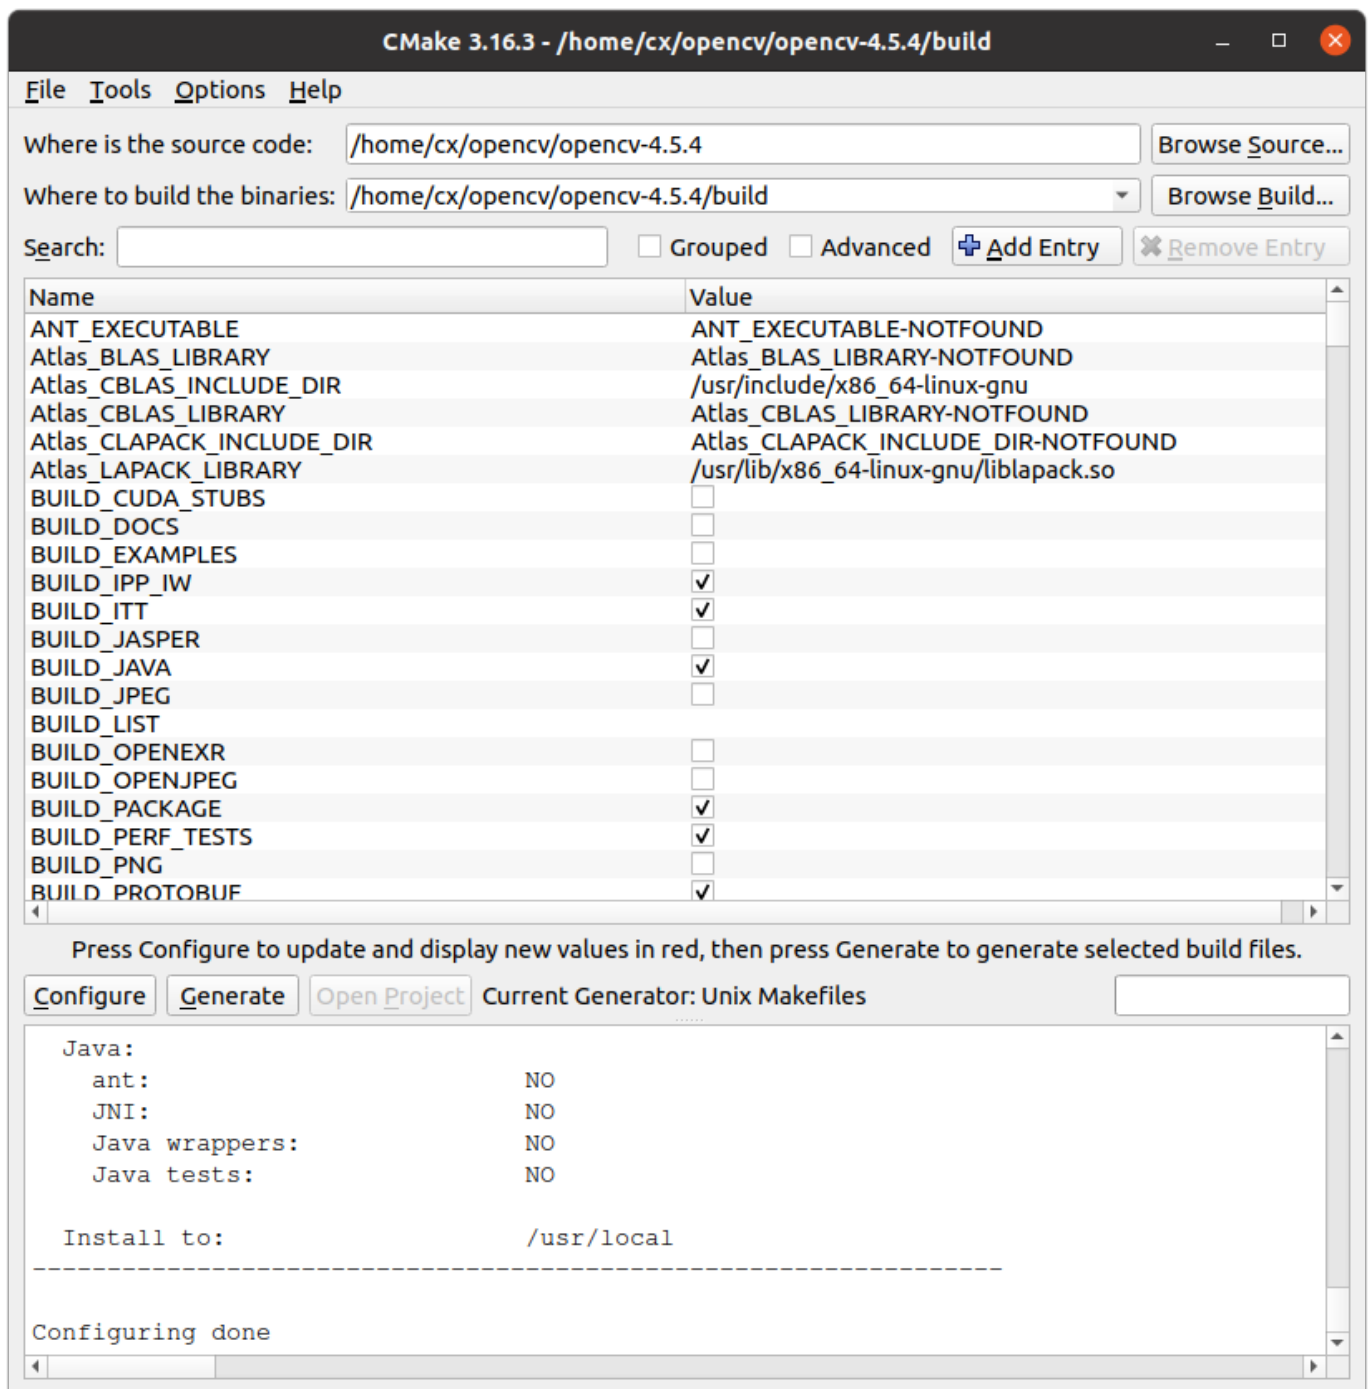 CMake 3.16.3 - /home/cx/opencv/opencv-4.5.4/build
File Tools Options Help
Where is the source code: /home/cx/opencv/opencv-4.5.4 Browse Source...
Where to build the binaries: /home/cx/opencv/opencv-4.5.4/build Browse Build...
Search: Grouped Advanced Add Entry Remove Entry
Name Value
ANT_EXECUTABLE ANT_EXECUTABLE-NOTFOUND
Atlas_BLAS_LIBRARY Atlas_BLAS_LIBRARY-NOTFOUND
Atlas_CBLAS_INCLUDE_DIR /usr/include/x86_64-linux-gnu
Atlas_CBLAS_LIBRARY Atlas_CBLAS_LIBRARY-NOTFOUND
Atlas_CLAPACK_INCLUDE_DIR Atlas_CLAPACK_INCLUDE_DIR-NOTFOUND
Atlas_LAPACK_LIBRARY /usr/lib/x86_64-linux-gnu/liblapack.so
BUILD_CUDA_STUBS
BUILD_DOCS
BUILD_EXAMPLES
BUILD_IPP_IW
BUILD_ITT
BUILD_JASPER
BUILD_JAVA
BUILD_JPEG
BUILD_LIST
BUILD_OPENEXR
BUILD_OPENJPEG
BUILD_PACKAGE
BUILD_PERF_TESTS
BUILD_PNG
BUILD_PROTOBUF
Press Configure to update and display new values in red, then press Generate to generate selected build files.
Configure Generate Open Project Current Generator: Unix Makefiles
Java:
ant: NO
JNI: NO
Java wrappers: NO
Java tests: NO
Install to: /usr/local
-----------------------------------------------------------------
Configuring done